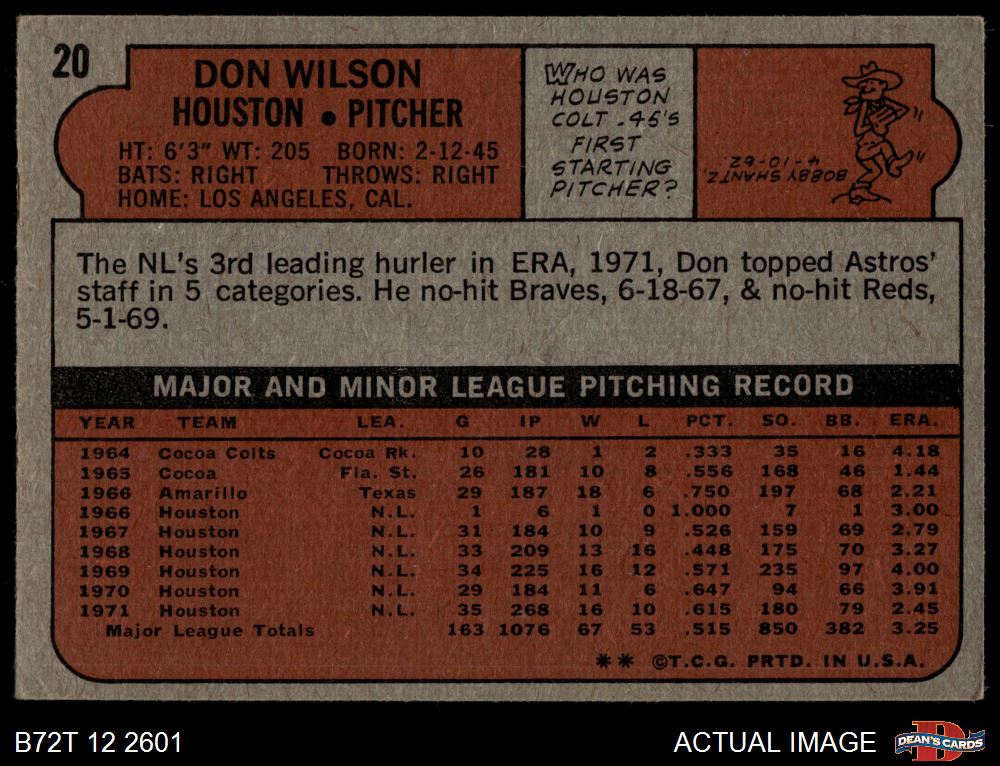 20
DON WILSON
HOUSTON • PITCHER
HT: 6'3" WT: 205 BORN: 2-12-45
BATS: RIGHT THROWS: RIGHT
HOME: LOS ANGELES, CAL.
WHO WAS
HOUSTON
COLT .45'S
FIRST
STARTING
PITCHER?
BOBBY SHANTZ,
4-10-62.
The NL's 3rd leading hurler in ERA, 1971, Don topped Astros'
staff in 5 categories. He no-hit Braves, 6-18-67, & no-hit Reds,
5-1-69.
MAJOR AND MINOR LEAGUE PITCHING RECORD
YEAR TEAM LEA. G IP W L PCT. SO. BB. ERA.
1964 Cocoa Colts Cocoa Rk. 10 28 1 2 .333 35 16 4.18
1965 Cocoa Fla. St. 26 181 10 8 .556 168 46 1.44
1966 Amarillo Texas 29 187 18 6 .750 197 68 2.21
1966 Houston N.L. 1 6 1 0 1.000 7 1 3.00
1967 Houston N.L. 31 184 10 9 .526 159 69 2.79
1968 Houston N.L. 33 209 13 16 .448 175 70 3.27
1969 Houston N.L. 34 225 16 12 .571 235 97 4.00
1970 Houston N.L. 29 184 11 6 .647 94 66 3.91
1971 Houston N.L. 35 268 16 10 .615 180 79 2.45
Major League Totals 163 1076 67 53 .515 850 382 3.25
** ©T.C.G. PRTD. IN U.S.A.
B72T 12 2601
ACTUAL IMAGE
D
DEAN'S CARDS